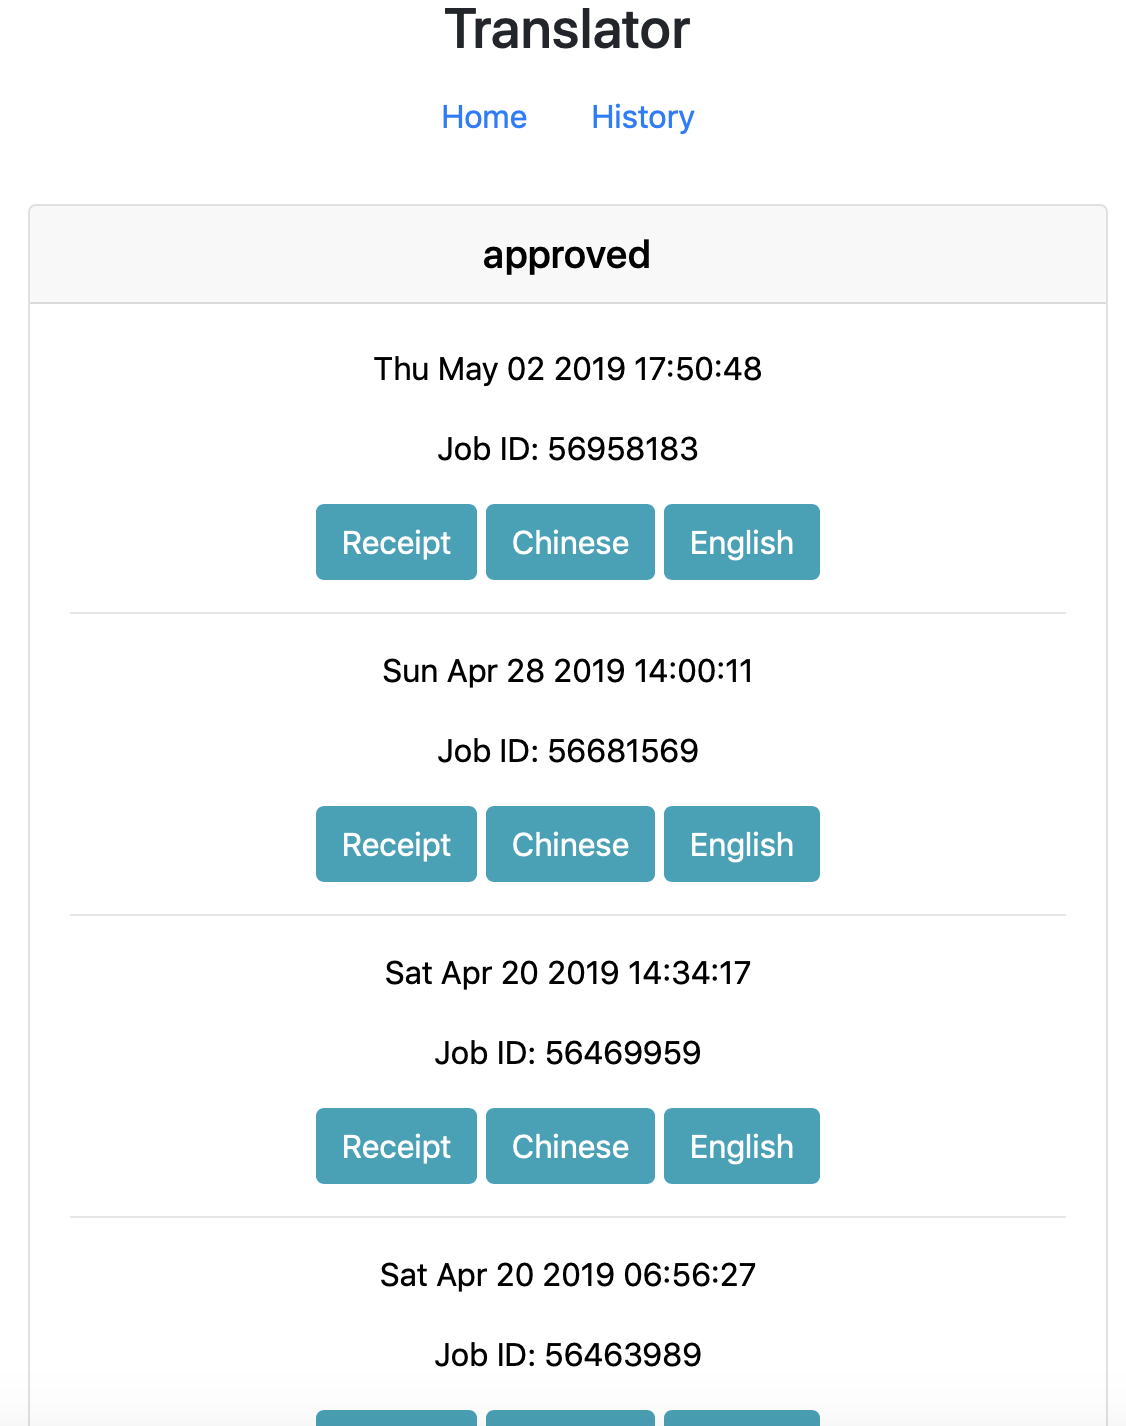 Translator
Home History
approved
Thu May 02 2019 17:50:48
Job ID: 56958183
Receipt Chinese English
Sun Apr 28 2019 14:00:11
Job ID: 56681569
Receipt Chinese English
Sat Apr 20 2019 14:34:17
Job ID: 56469959
Receipt Chinese English
Sat Apr 20 2019 06:56:27
Job ID: 56463989